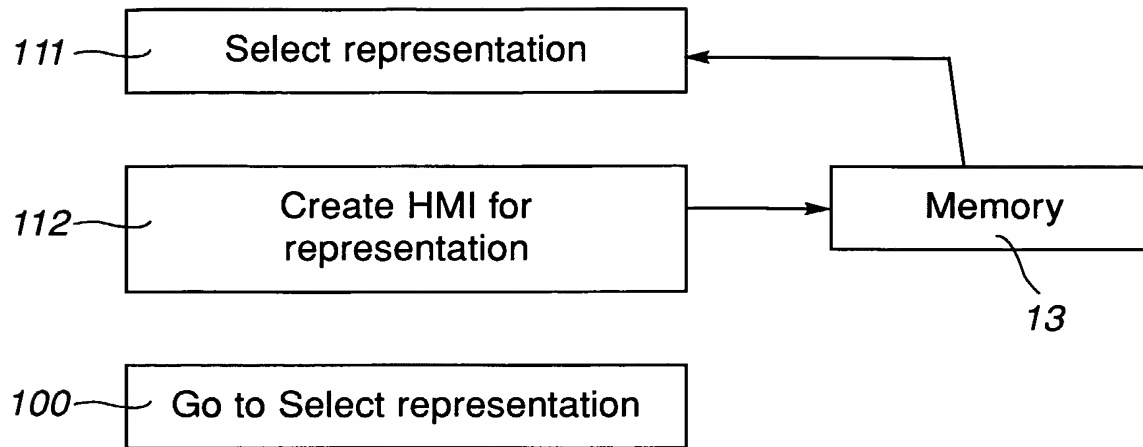 111
Select representation
112
Create HMI for
representation
Memory
13
100
Go to Select representation